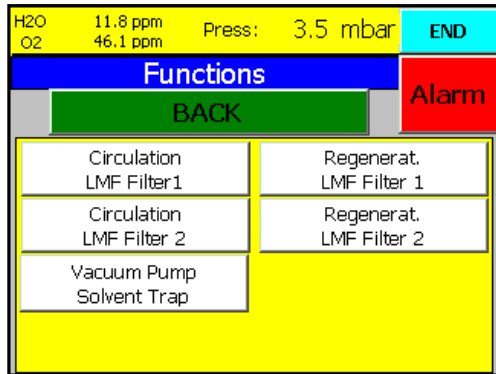 H2O 11.8 ppm Press: 3.5 mbar END
O2 46.1 ppm
Functions
Alarm
BACK
Circulation
LMF Filter1
Regenerat.
LMF Filter 1
Circulation
LMF Filter 2
Regenerat.
LMF Filter 2
Vacuum Pump
Solvent Trap